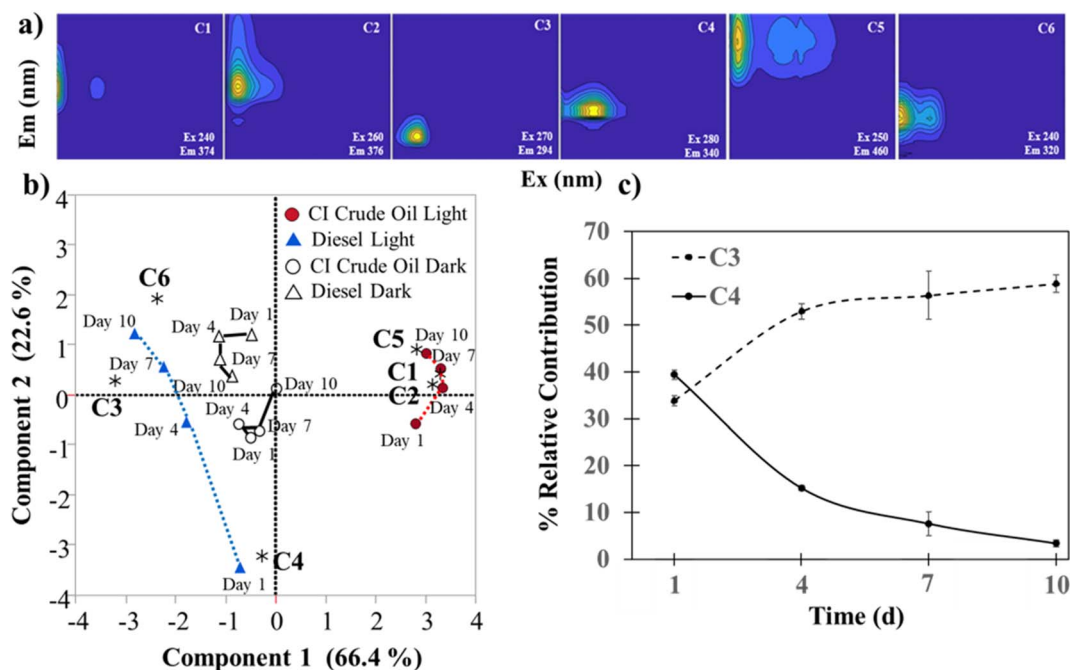 a)
C1
C2
C3
C4
C5
C6
Em (nm)
Ex 240
Em 374
Ex 260
Em 376
Ex 270
Em 294
Ex 280
Em 340
Ex 250
Em 460
Ex 240
Em 320
Ex (nm)
b)
4
3
2
1
0
-1
-2
-3
-4
Component 2 (22.6 %)
CI Crude Oil Light
Diesel Light
CI Crude Oil Dark
Diesel Dark
C6
Day 10
Day 4
Day 1
Day 7
Day 7
Day 10
Day 10
C3
Day 4
Day 4
Day 7
Day 1
C5
Day 10
Day 7
C1
C2
Day 4
Day 1
C4
Day 1
-4 -3 -2 -1 0 1 2 3 4
Component 1 (66.4 %)
c)
70
60
50
40
30
20
10
0
% Relative Contribution
C3
C4
1 4 7 10
Time (d)